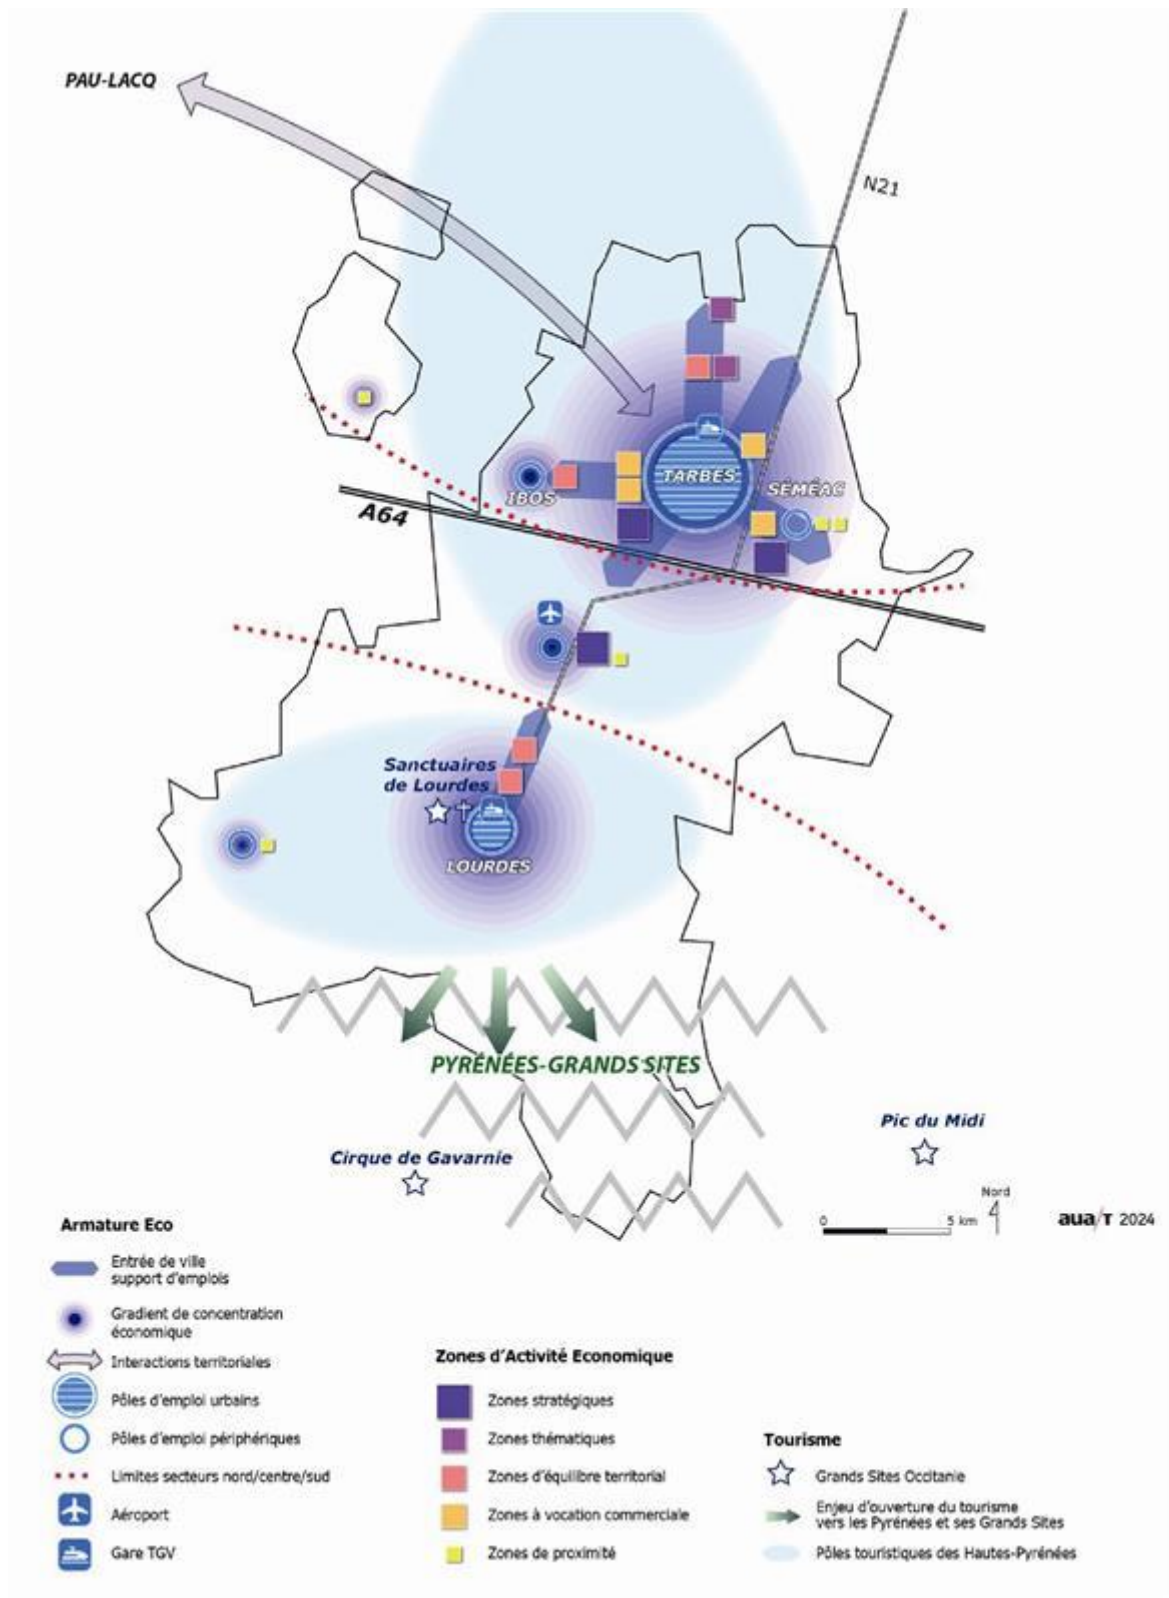 PAU-LACQ
N21
TARBES
SÉMÉAC
IBOS
A64
Sanctuaires
de Lourdes
LOURDES
PYRÉNÉES-GRANDS SITES
Pic du Midi
Cirque de Gavarnie
Nord
0 5 km
aua/T 2024
Armature Eco
Entrée de ville
support d'emplois
Gradient de concentration
économique
Interactions territoriales
Pôles d'emploi urbains
Pôles d'emploi périphériques
Limites secteurs nord/centre/sud
Aéroport
Gare TGV
Zones d'Activité Economique
Zones stratégiques
Zones thématiques
Zones d'équilibre territorial
Zones à vocation commerciale
Zones de proximité
Tourisme
Grands Sites Occitanie
Enjeu d'ouverture du tourisme
vers les Pyrénées et ses Grands Sites
Pôles touristiques des Hautes-Pyrénées